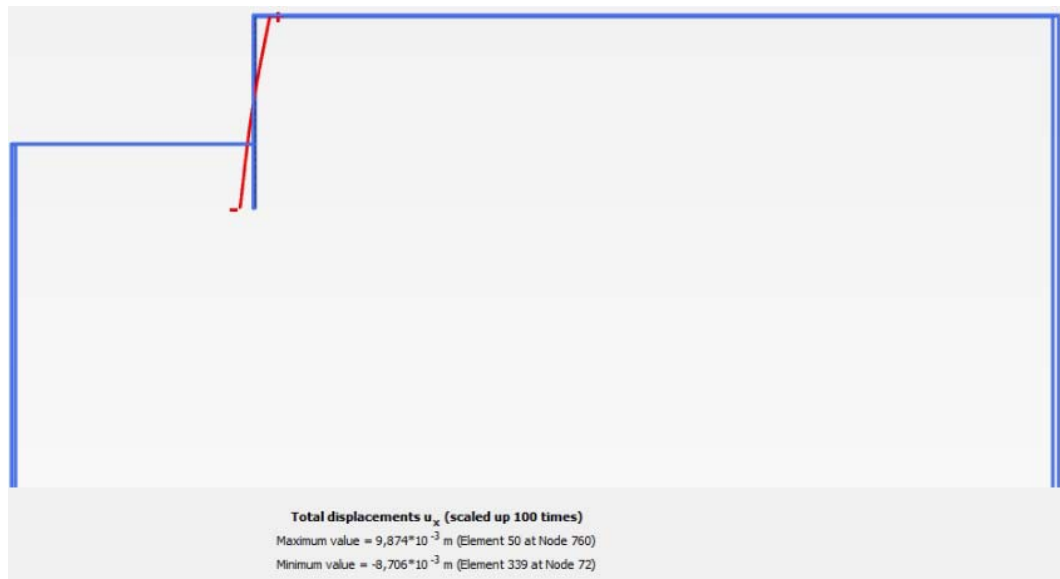 Total displacements uₓ (scaled up 100 times)
Maximum value = 9,874*10⁻³ m (Element 50 at Node 760)
Minimum value = -8,706*10⁻³ m (Element 339 at Node 72)